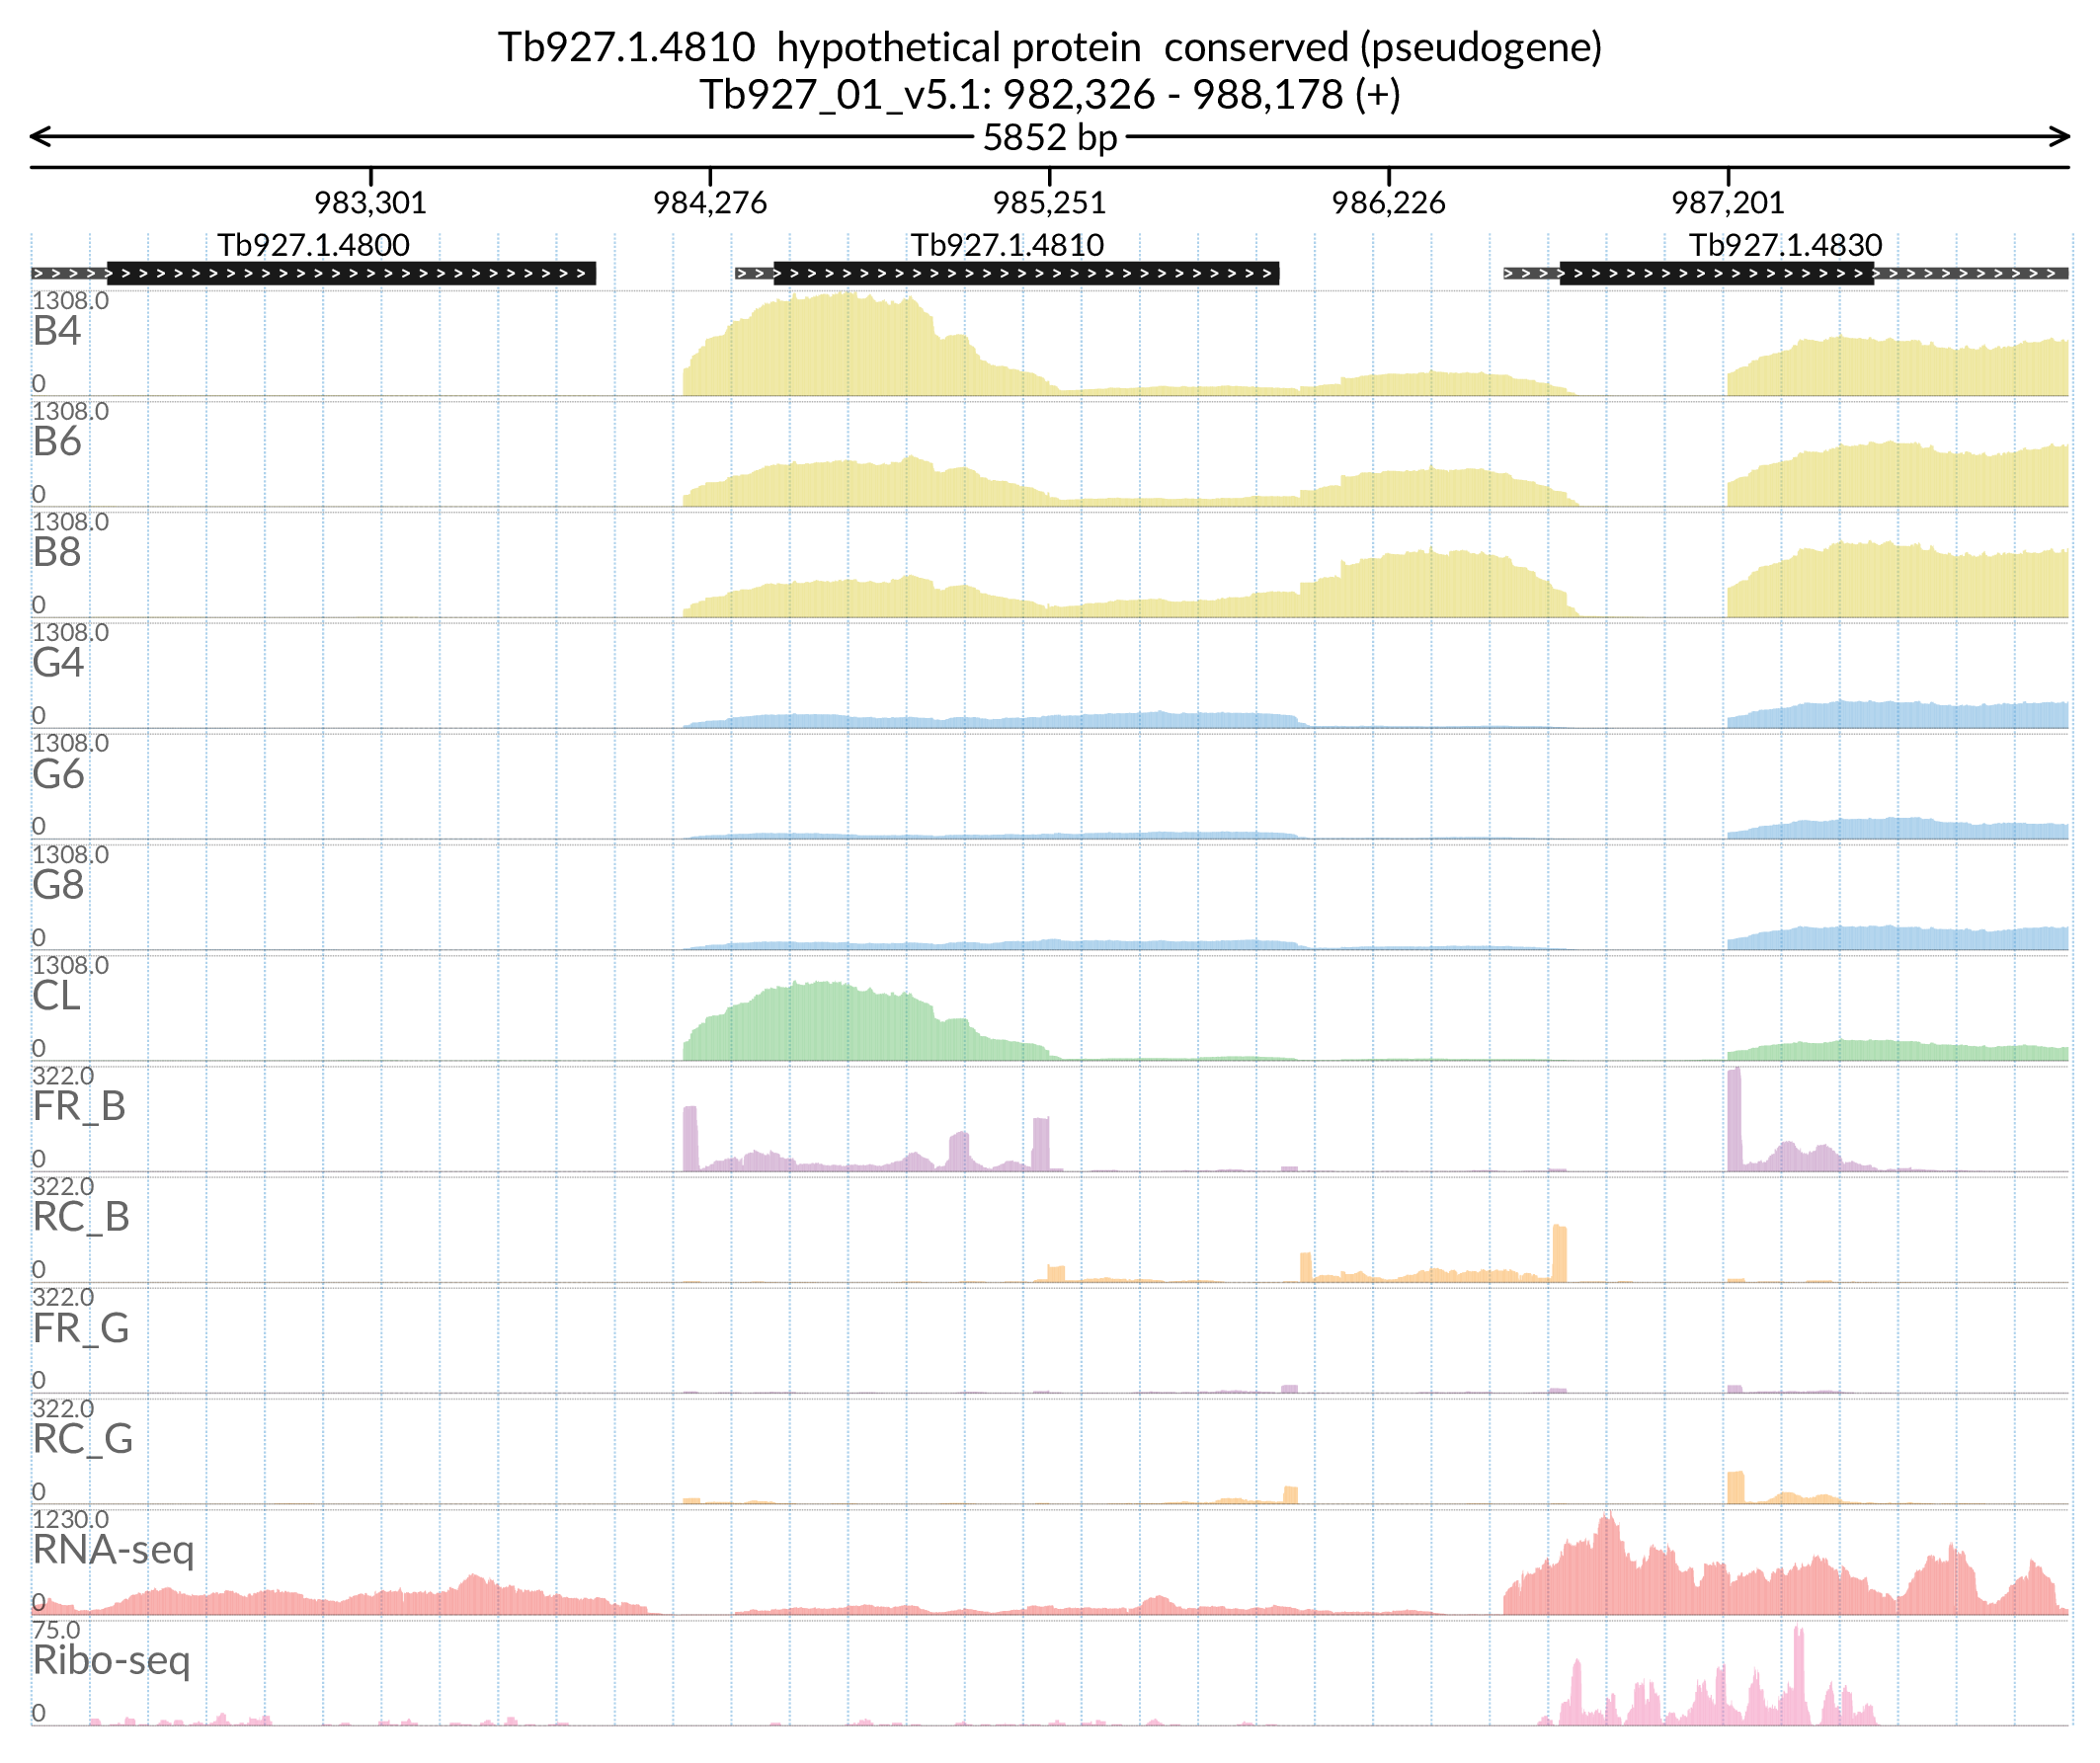 Tb927.1.4810  hypothetical protein  conserved (pseudogene)
Tb927_01_v5.1: 982,326 - 988,178 (+)
5852 bp
983,301 984,276 985,251 986,226 987,201
Tb927.1.4800 Tb927.1.4810 Tb927.1.4830
1308.0
B4
0
1308.0
B6
0
1308.0
B8
0
1308.0
G4
0
1308.0
G6
0
1308.0
G8
0
1308.0
CL
0
322.0
FR_B
0
322.0
RC_B
0
322.0
FR_G
0
322.0
RC_G
0
1230.0
RNA-seq
0
75.0
Ribo-seq
0